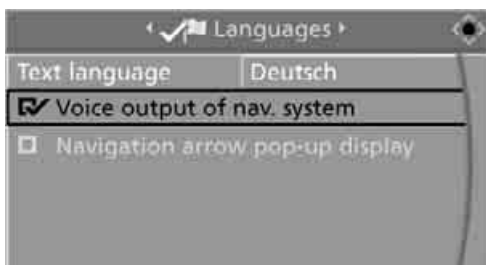 Languages
Text language Deutsch
Voice output of nav. system
Navigation arrow pop-up display